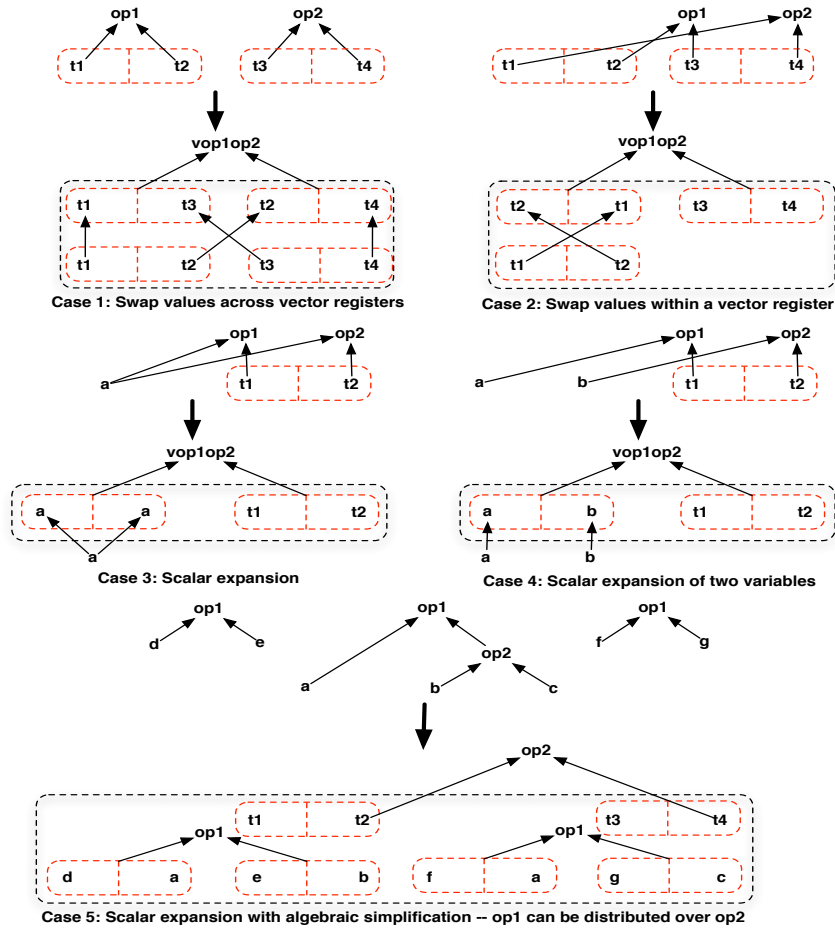 op1 op2 op1 op2
t1 t2 t3 t4 t1 t2 t3 t4
vop1op2 vop1op2
t1 t3 t2 t4 t2 t1 t3 t4
t1 t2 t3 t4 t1 t2
Case 1: Swap values across vector registers
Case 2: Swap values within a vector register
op1 op2 op1 op2
a t1 t2 a b t1 t2
vop1op2 vop1op2
a a t1 t2 a b t1 t2
a a b
Case 3: Scalar expansion
Case 4: Scalar expansion of two variables
op1 op1 op1
d e op2 f g
a b c
op2
t1 t2 t3 t4
op1 op1
d a e b f a g c
Case 5: Scalar expansion with algebraic simplification -- op1 can be distributed over op2